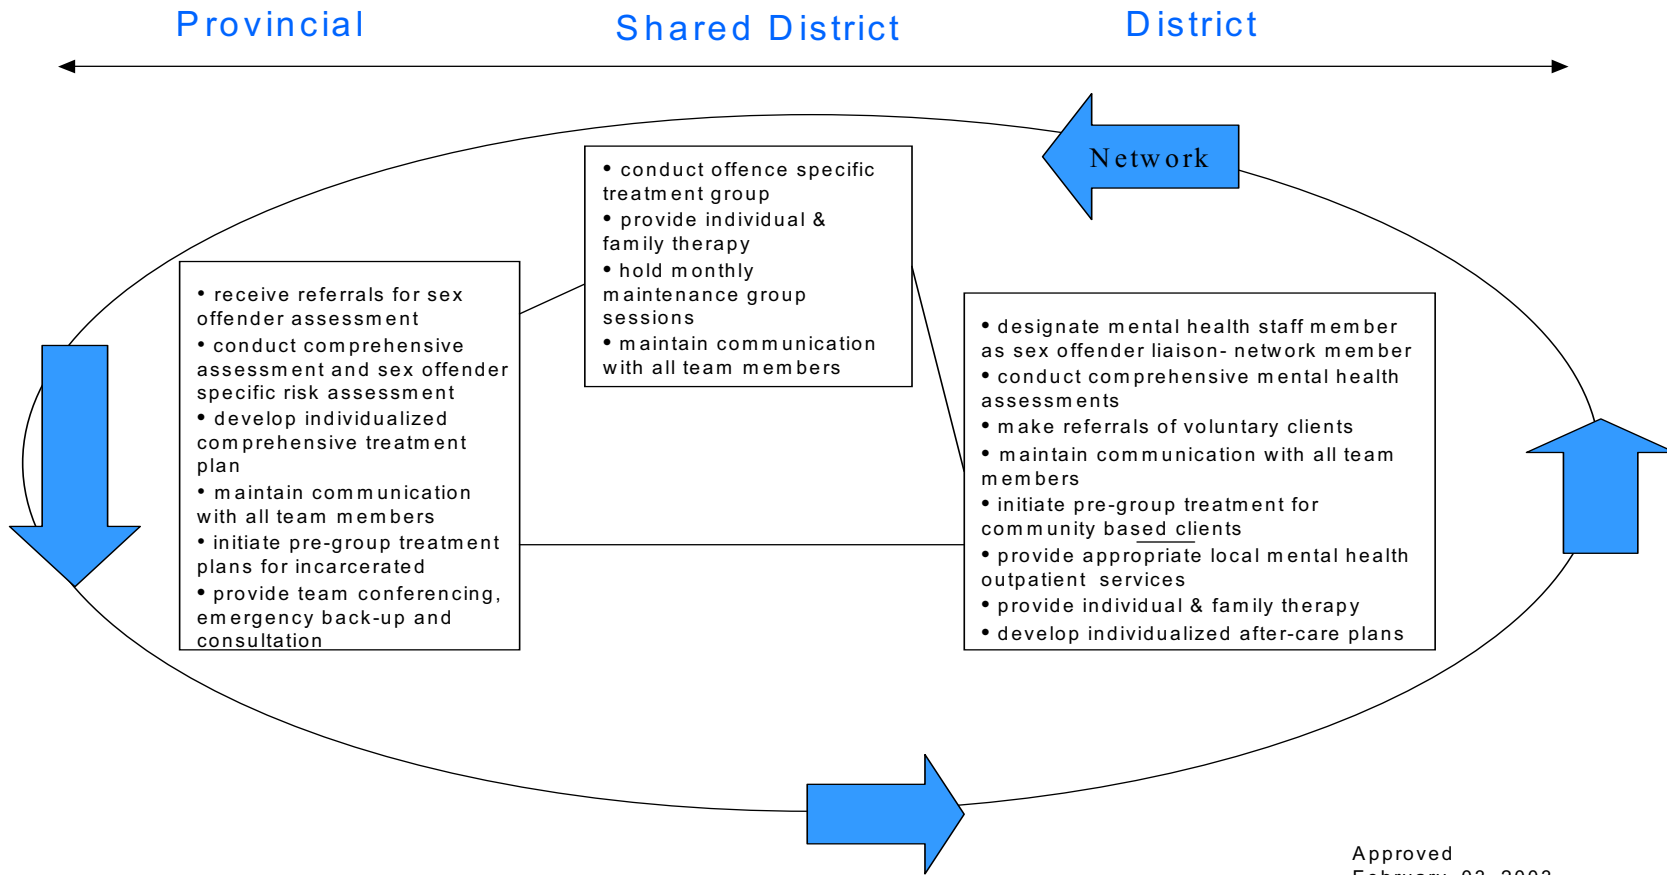 Provincial
Shared District
District
Network
• conduct offence specific
treatment group
• provide individual &
family therapy
• hold monthly
maintenance group
sessions
• maintain communication
with all team members
• receive referrals for sex
offender assessment
• conduct comprehensive
assessment and sex offender
specific risk assessment
• develop individualized
comprehensive treatment
plan
• maintain communication
with all team members
• initiate pre-group treatment
plans for incarcerated
• provide team conferencing,
emergency back-up and
consultation
• designate mental health staff member
as sex offender liaison- network member
• conduct comprehensive mental health
assessments
• make referrals of voluntary clients
• maintain communication with all team
members
• initiate pre-group treatment for
community based clients
• provide appropriate local mental health
outpatient services
• provide individual & family therapy
• develop individualized after-care plans
Approved
February 03, 2003